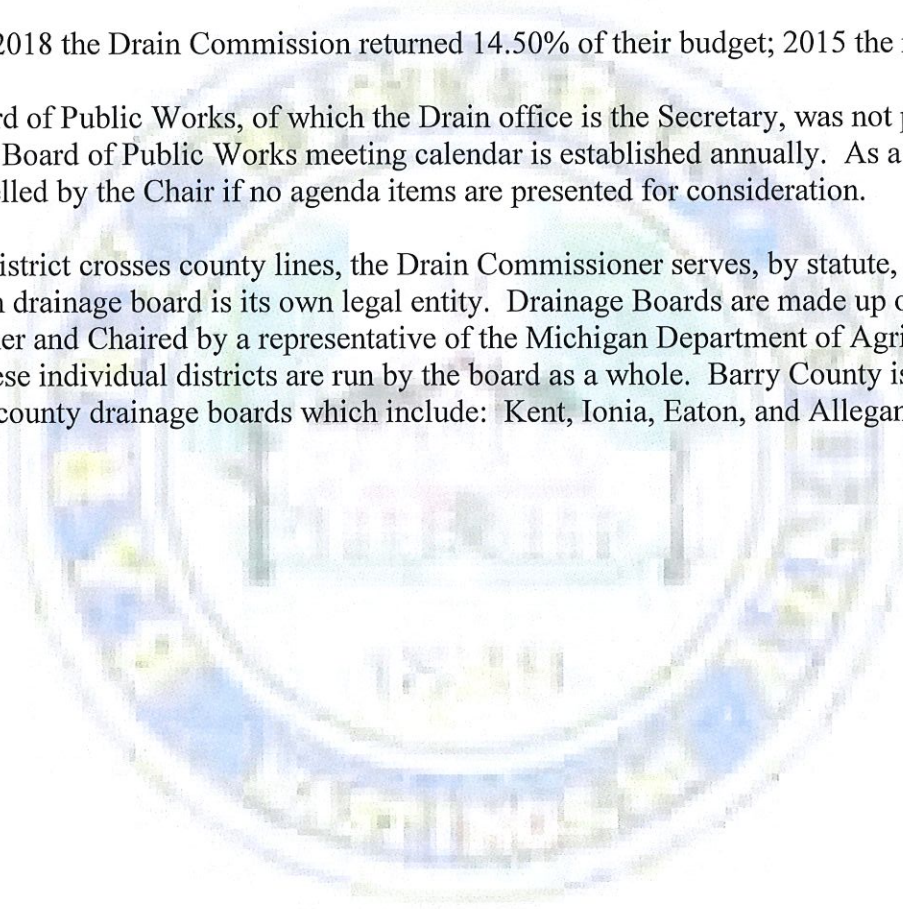 2018 the Drain Commission returned 14.50% of their budget; 2015 the
rd of Public Works, of which the Drain office is the Secretary, was not
Board of Public Works meeting calendar is established annually. As a
lled by the Chair if no agenda items are presented for consideration.
istrict crosses county lines, the Drain Commissioner serves, by statute,
drainage board is its own legal entity. Drainage Boards are made up
er and Chaired by a representative of the Michigan Department of Agri
ese individual districts are run by the board as a whole. Barry County is
county drainage boards which include: Kent, Ionia, Eaton, and Allegan
HASTINGS